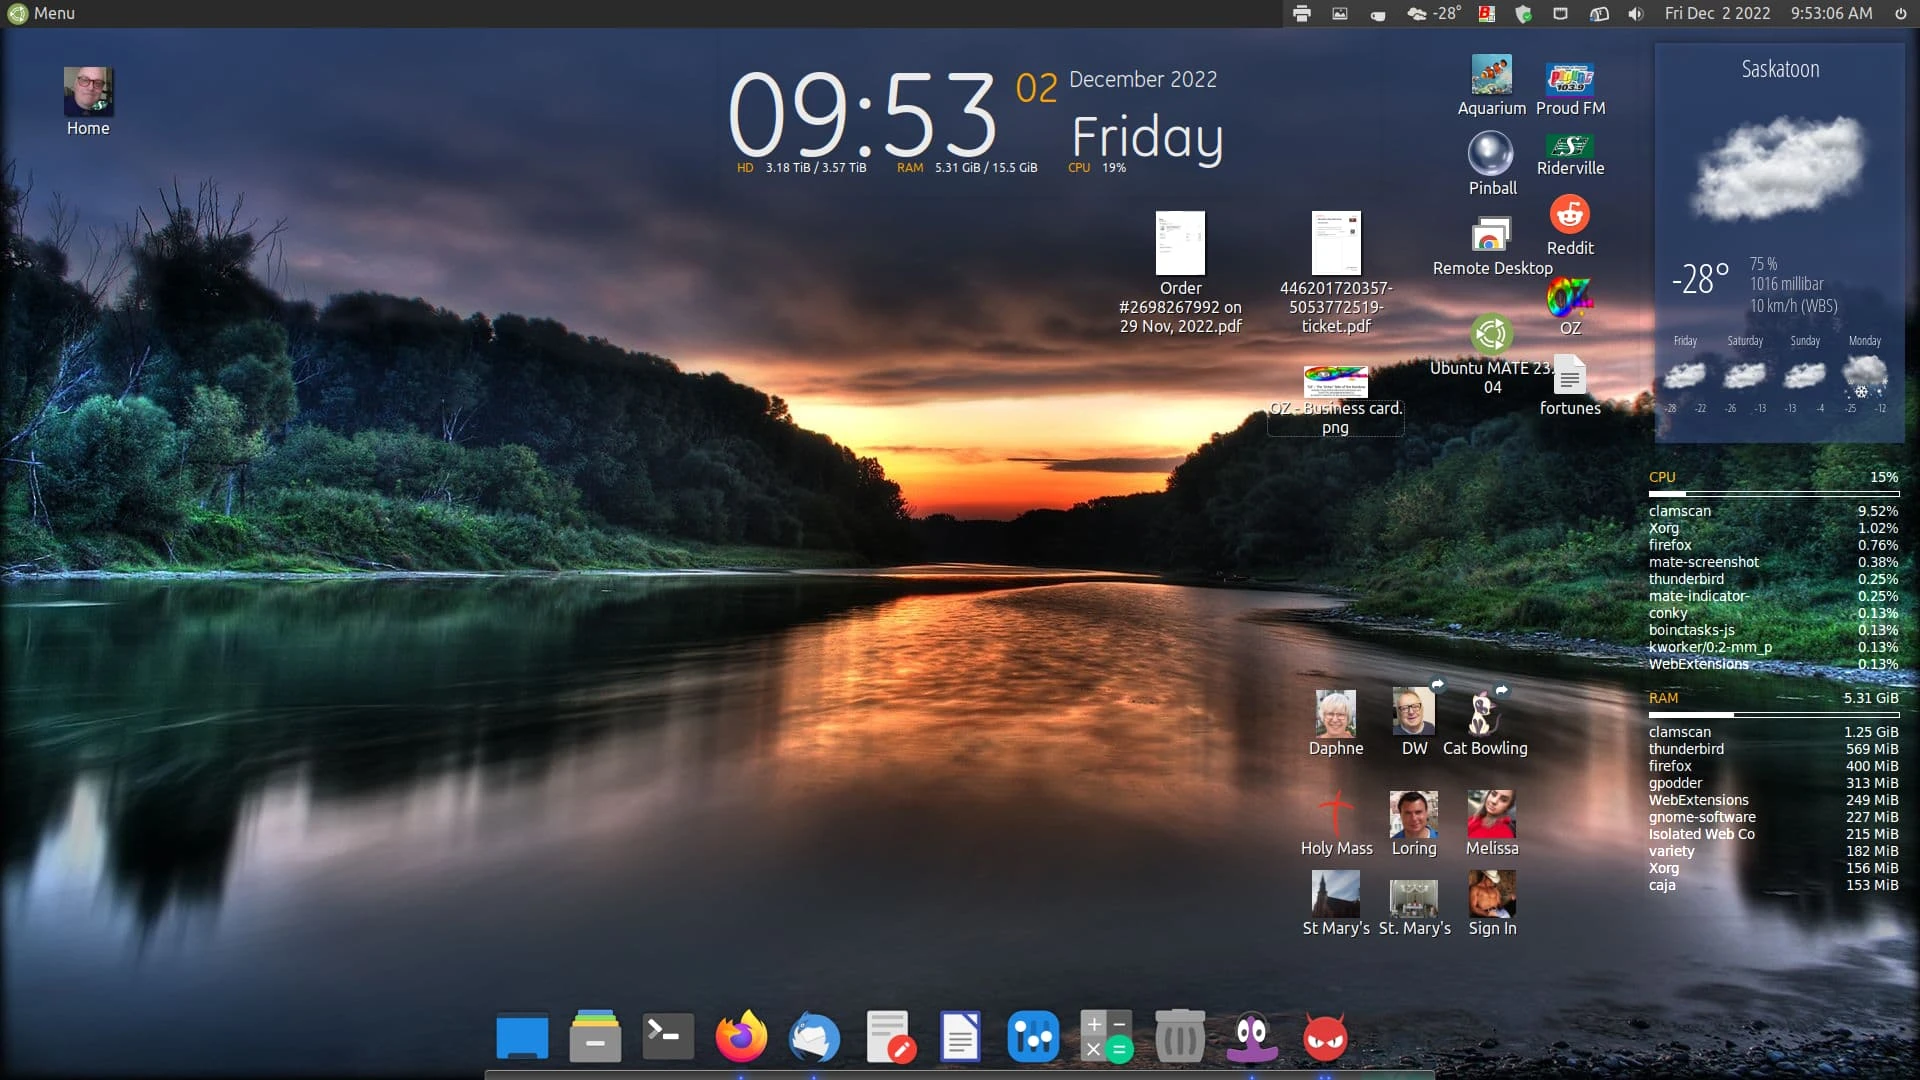 Menu
-28°
Fri Dec 2 2022
9:53:06 AM
Home
09:53
02
December 2022
Friday
HD 3.18 TiB / 3.57 TiB
RAM 5.31 GiB / 15.5 GiB
CPU 19%
Aquarium
Proud FM
Pinball
Riderville
Remote Desktop
Reddit
OZ
Ubuntu MATE 23.
04
fortunes
Order
#2698267992 on
29 Nov, 2022.pdf
446201720357-
5053772519-
ticket.pdf
OZ - Business card.
png
Saskatoon
-28°
75 %
1016 millibar
10 km/h (WBS)
Friday Saturday Sunday Monday
-28 -22 -26 -13 -13 -4 -25 -12
CPU 15%
clamscan 9.52%
Xorg 1.02%
firefox 0.76%
mate-screenshot 0.38%
thunderbird 0.25%
mate-indicator- 0.25%
conky 0.13%
boinctasks-js 0.13%
kworker/0:2-mm_p 0.13%
WebExtensions 0.13%
RAM 5.31 GiB
clamscan 1.25 GiB
thunderbird 569 MiB
firefox 400 MiB
gpodder 313 MiB
WebExtensions 249 MiB
gnome-software 227 MiB
Isolated Web Co 215 MiB
variety 182 MiB
Xorg 156 MiB
caja 153 MiB
Daphne
DW
Cat Bowling
Holy Mass
Loring
Melissa
St Mary's
St. Mary's
Sign In